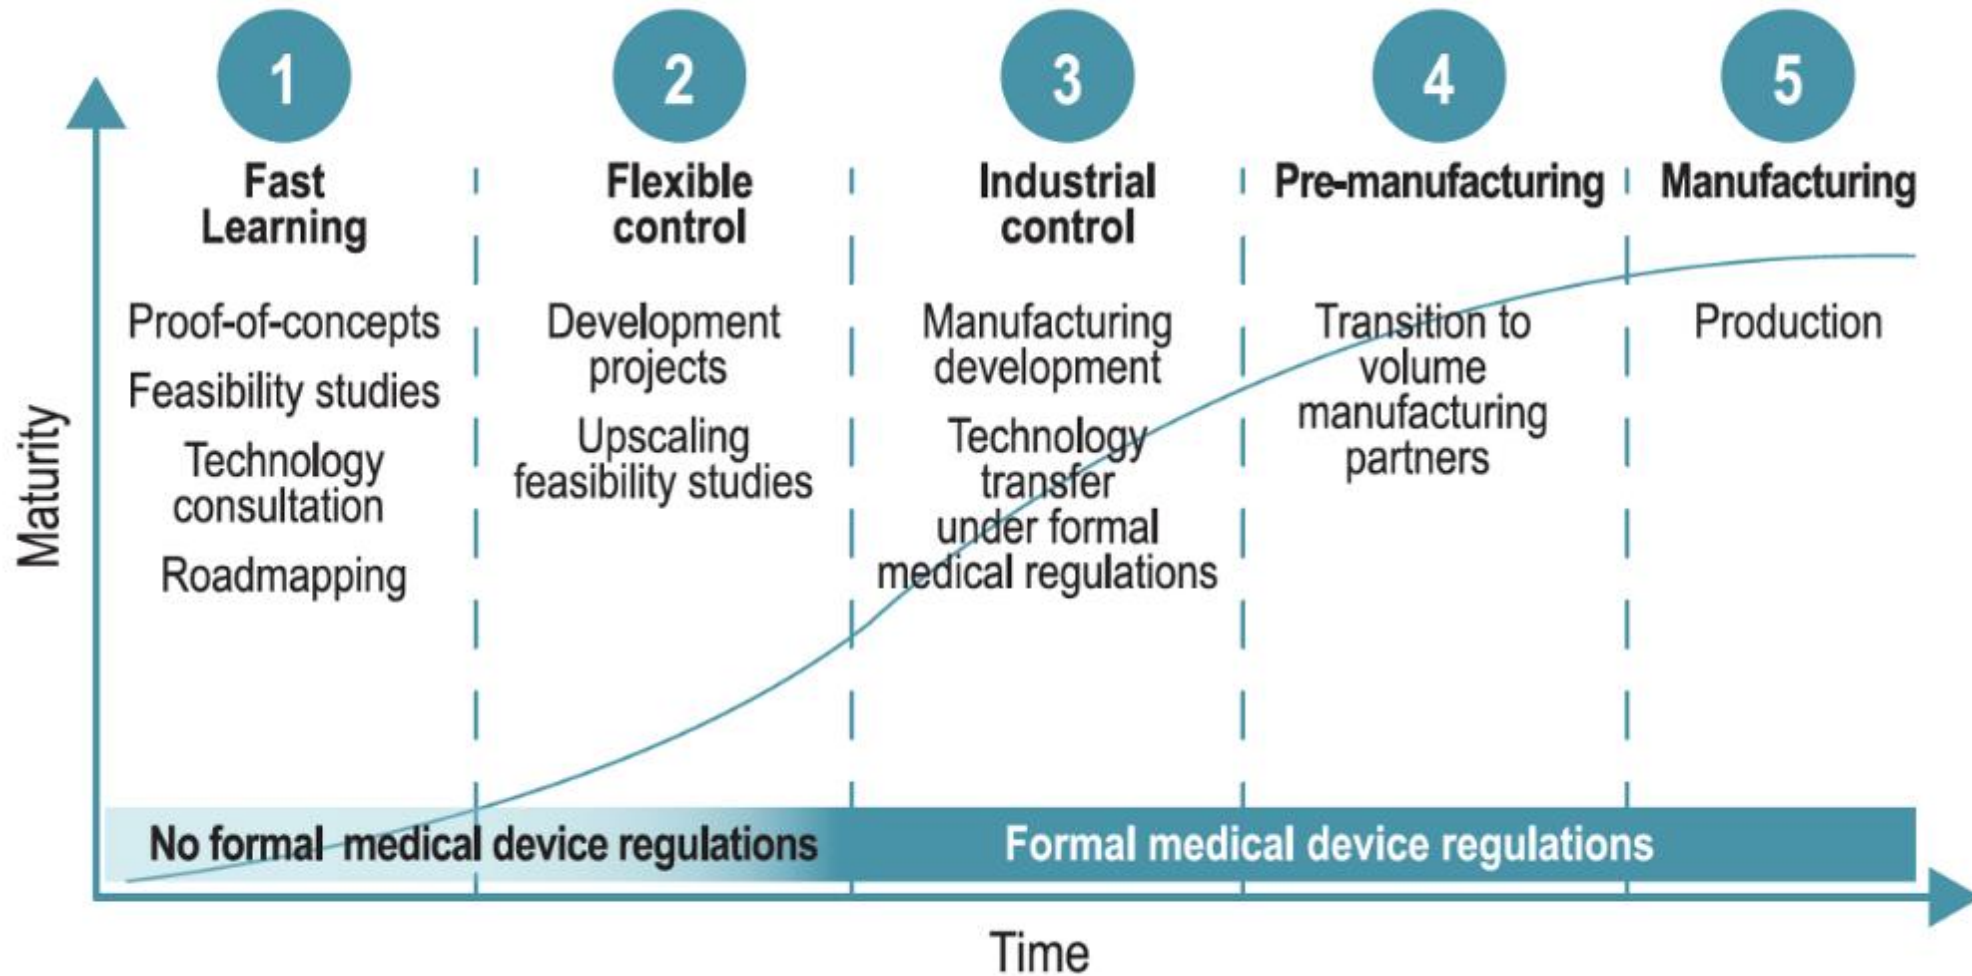 1
2
3
4
5
Fast
Learning
Flexible
control
Industrial
control
Pre-manufacturing
Manufacturing
Proof-of-concepts
Feasibility studies
Technology
consultation
Roadmapping
Development
projects
Upscaling
feasibility studies
Manufacturing
development
Technology
transfer
under formal
medical regulations
Transition to
volume
manufacturing
partners
Production
Maturity
No formal medical device regulations
Formal medical device regulations
Time